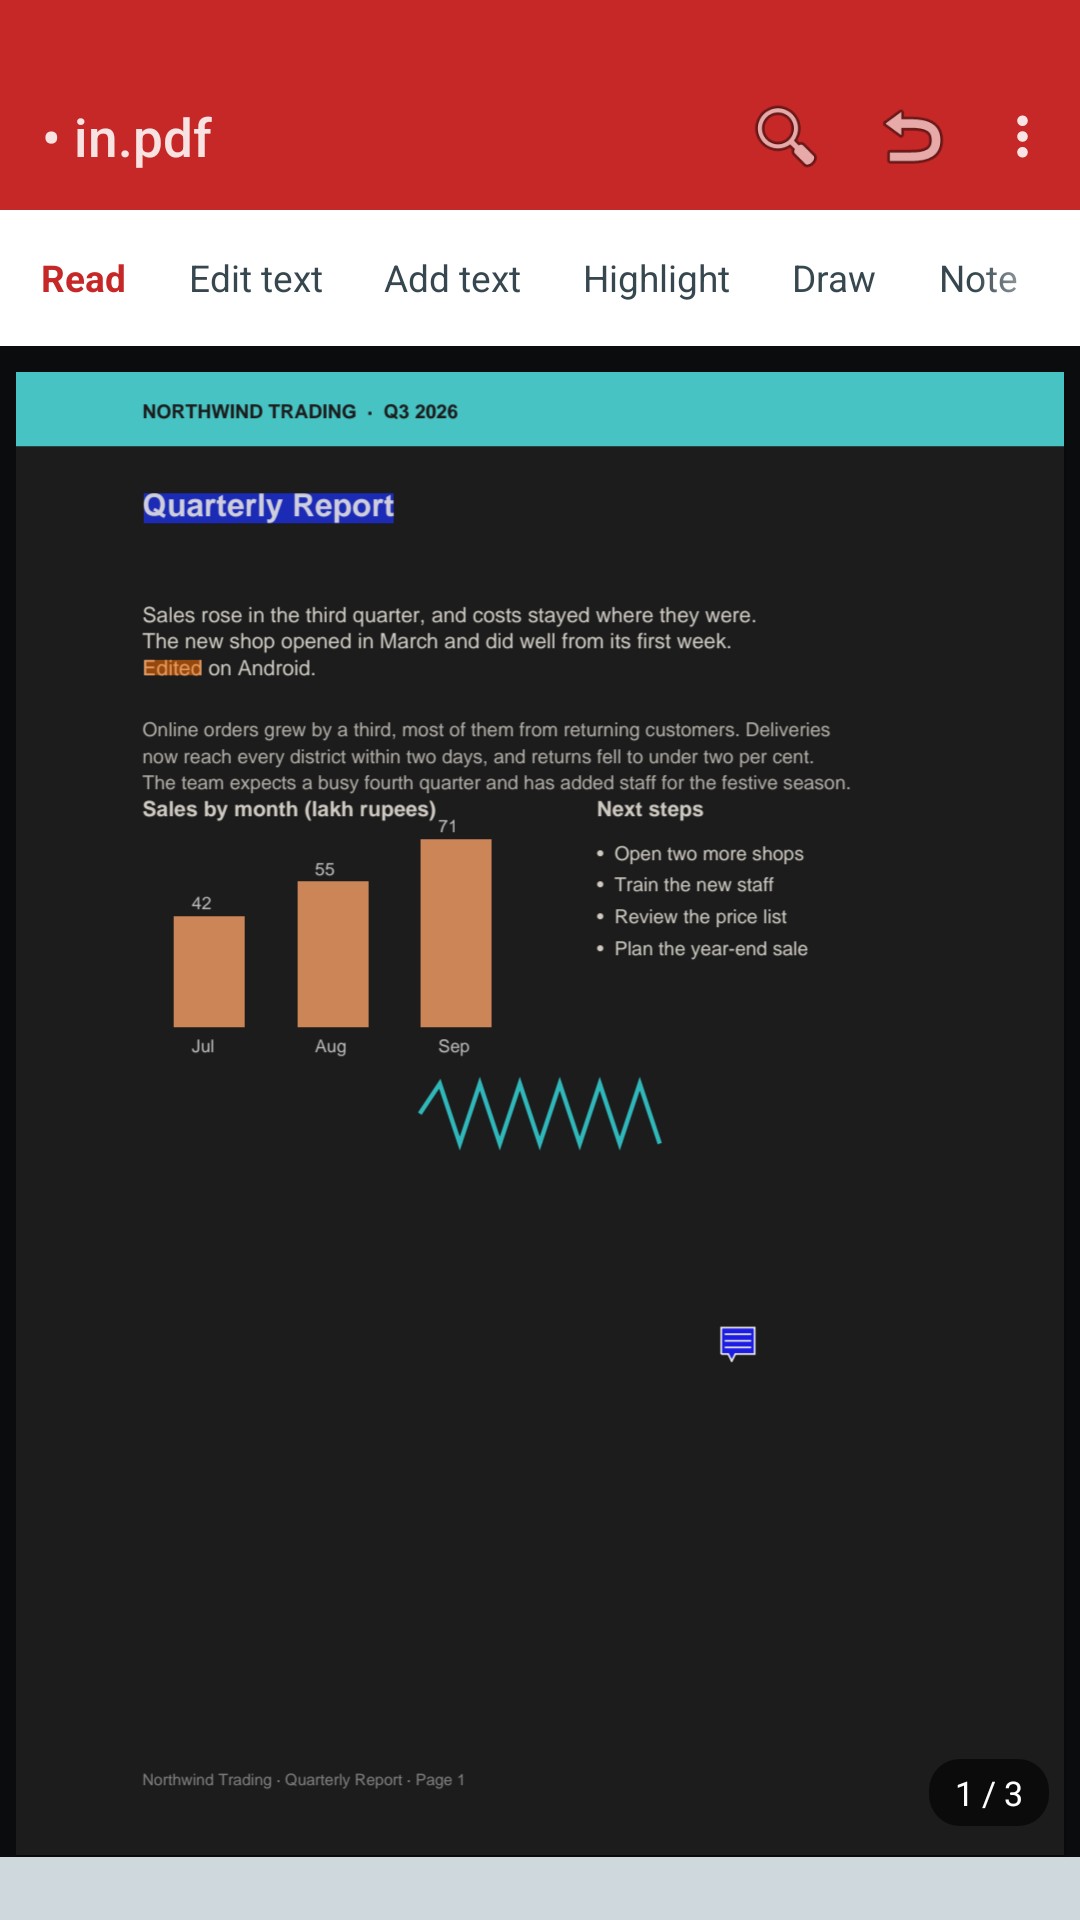 • in.pdf
Read Edit text Add text Highlight Draw Note
NORTHWIND TRADING · Q3 2026
Quarterly Report
Sales rose in the third quarter, and costs stayed where they were.
The new shop opened in March and did well from its first week.
Edited on Android.
Online orders grew by a third, most of them from returning customers. Deliveries
now reach every district within two days, and returns fell to under two per cent.
The team expects a busy fourth quarter and has added staff for the festive season.
Sales by month (lakh rupees)
71
55
42
Jul Aug Sep
Next steps
• Open two more shops
• Train the new staff
• Review the price list
• Plan the year-end sale
Northwind Trading · Quarterly Report · Page 1
1 / 3